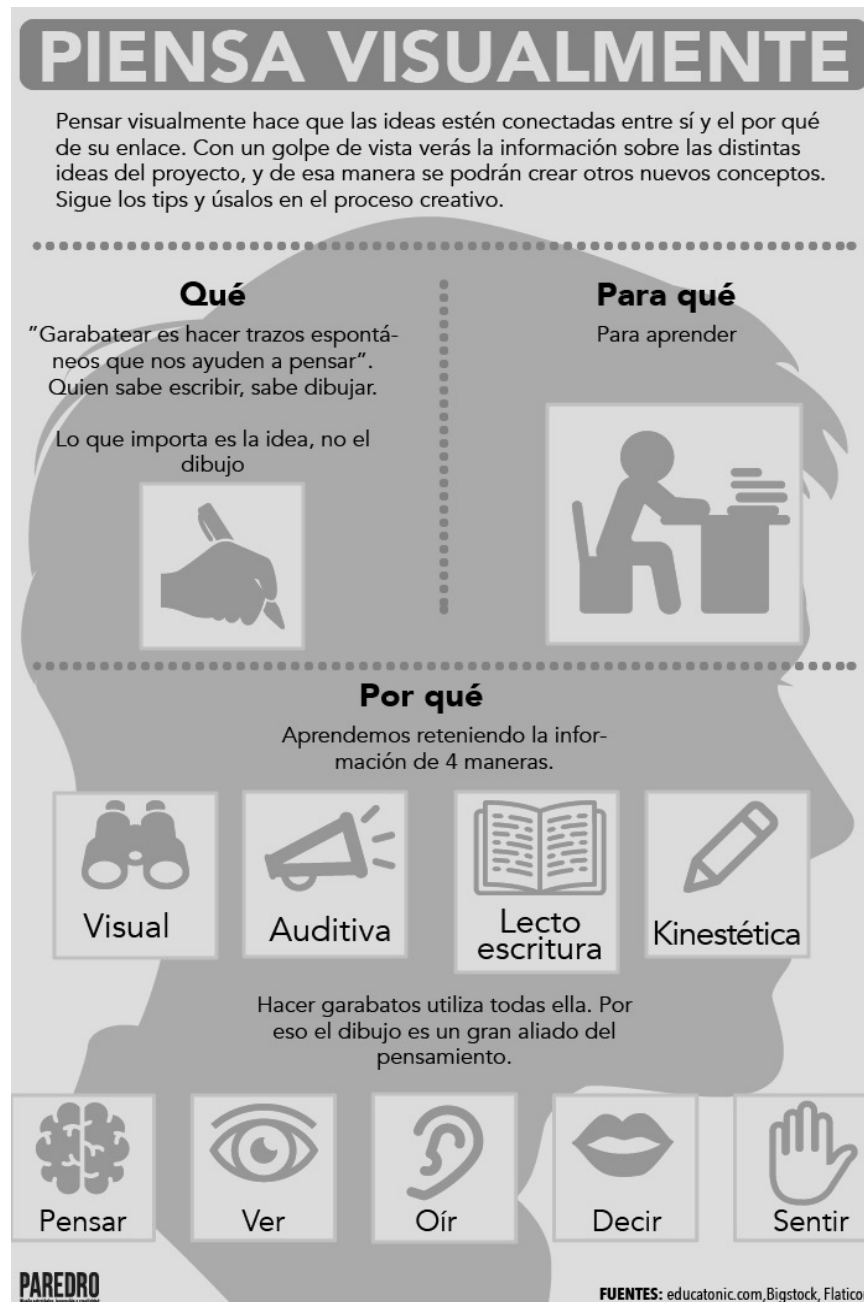 PIENSA VISUALMENTE
Pensar visualmente hace que las ideas estén conectadas entre sí y el por qué
de su enlace. Con un golpe de vista verás la información sobre las distintas
ideas del proyecto, y de esa manera se podrán crear otros nuevos conceptos.
Sigue los tips y úsalos en el proceso creativo.
Qué
”Garabatear es hacer trazos espontá-
neos que nos ayuden a pensar”.
Quien sabe escribir, sabe dibujar.
Lo que importa es la idea, no el
dibujo
Para qué
Para aprender
Por qué
Aprendemos reteniendo la infor-
mación de 4 maneras.
Visual
Auditiva
Lecto
escritura
Kinestética
Hacer garabatos utiliza todas ella. Por
eso el dibujo es un gran aliado del
pensamiento.
Pensar
Ver
Oír
Decir
Sentir
PAREDRO
FUENTES: educatonic.com,Bigstock, Flatico